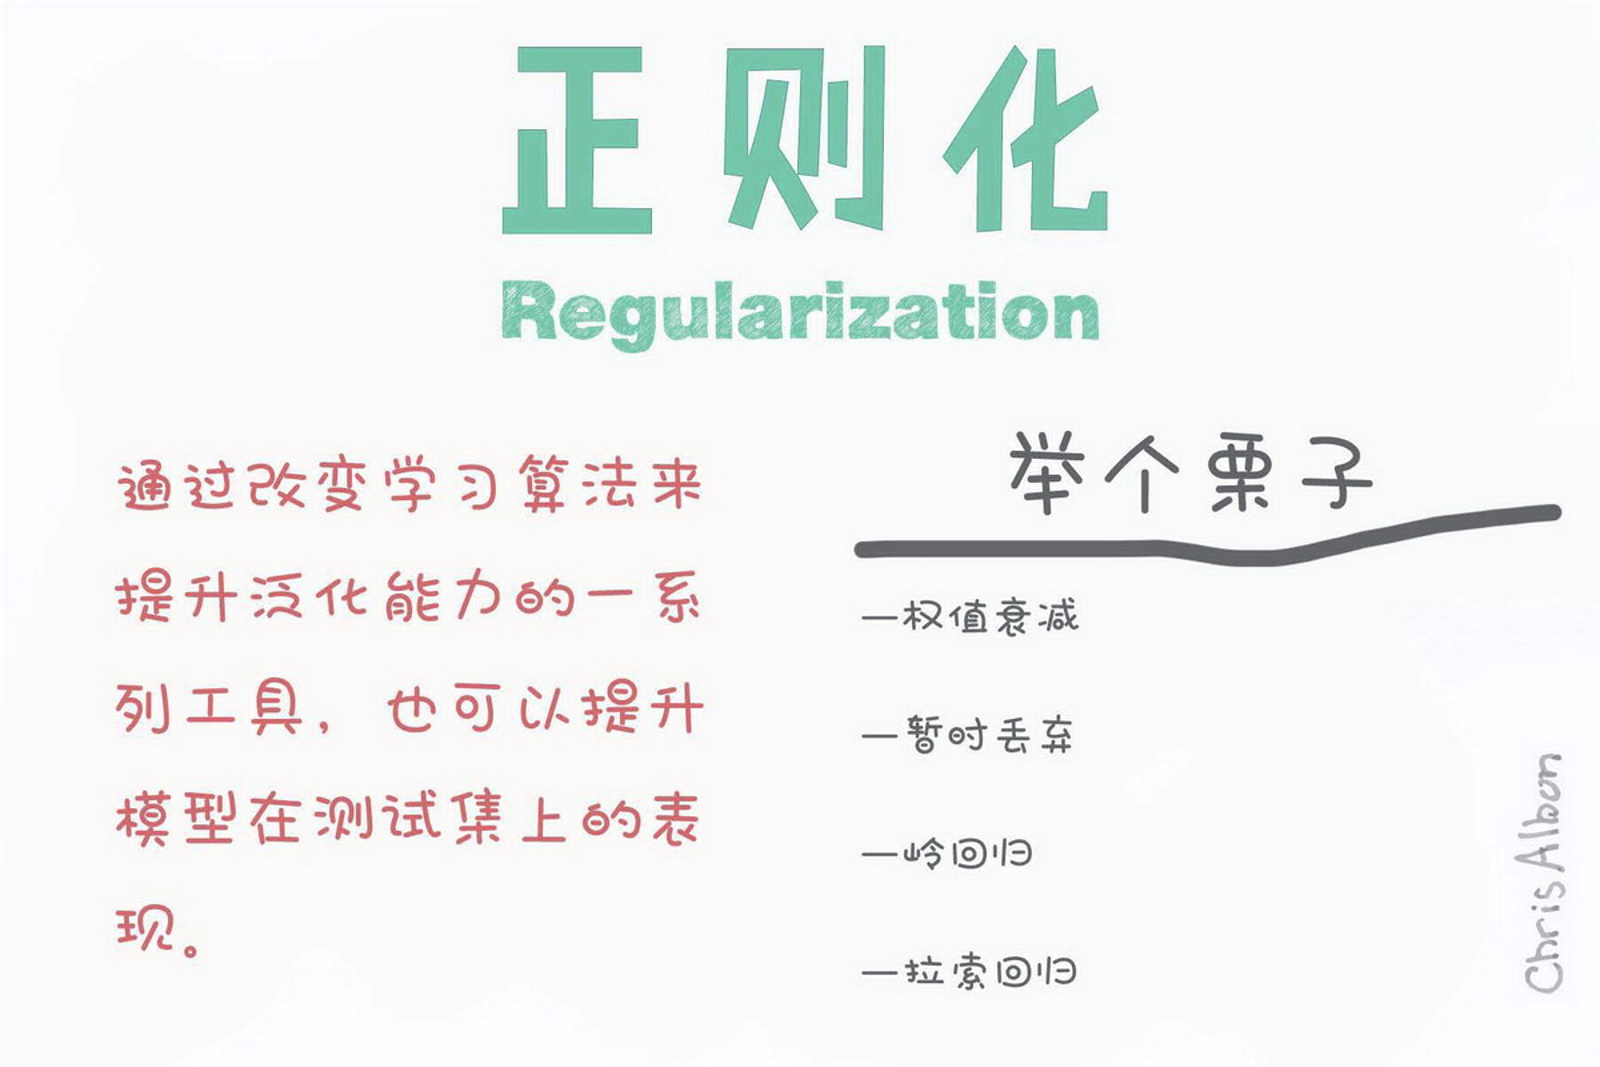 正则化
Regularization
通过改变学习算法来
提升泛化能力的一系
列工具，也可以提升
模型在测试集上的表
现。
举个栗子
—权值衰减
—暂时丢弃
—岭回归
—拉索回归
Chris Albon